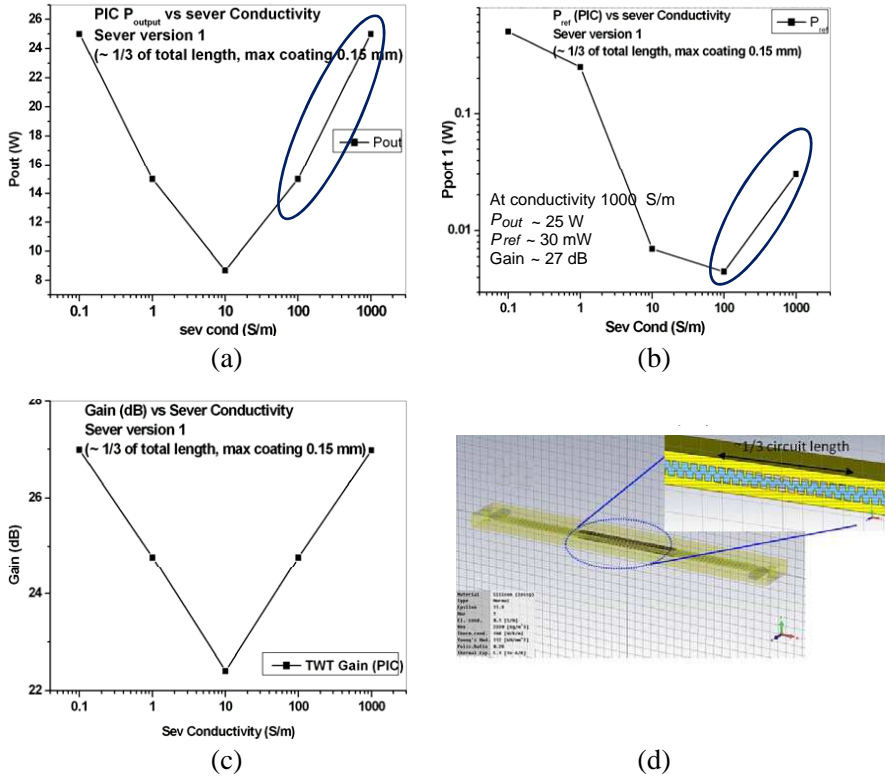 PIC Poutput vs sever Conductivity
Sever version 1
(~ 1/3 of total length, max coating 0.15 mm)
26
24
22
20
18
16
14
12
10
8
Pout (W)
Pout
0.1 1 10 100 1000
sev cond (S/m)
(a)
Pref (PIC) vs sever Conductivity
Sever version 1
(~ 1/3 of total length, max coating 0.15 mm)
Pref
0.1
0.01
Pport 1 (W)
At conductivity 1000 S/m
Pout ~ 25 W
Pref ~ 30 mW
Gain ~ 27 dB
0.1 1 10 100 1000
Sev Cond (S/m)
(b)
Gain (dB) vs Sever Conductivity
Sever version 1
(~ 1/3 of total length, max coating 0.15 mm)
28
26
24
22
Gain (dB)
TWT Gain (PIC)
0.1 1 10 100 1000
Sev Conductivity (S/m)
(c)
~1/3 circuit length
Material Silicon
Type Normal
Epsilon
(d)